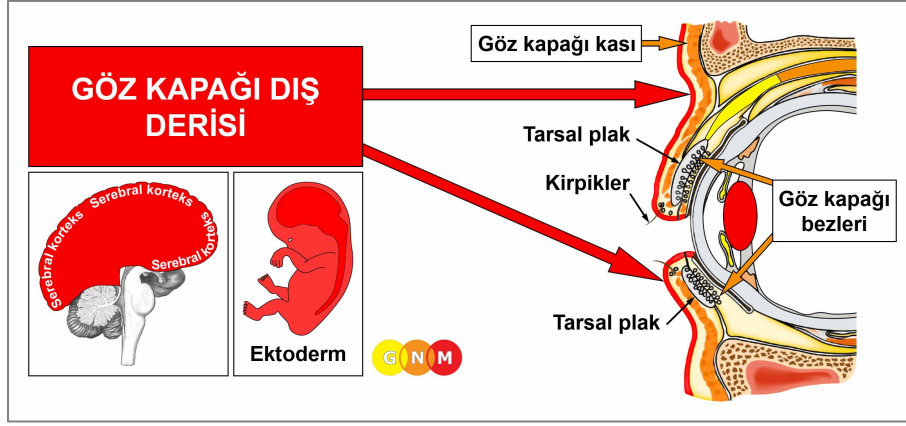 GÖZ KAPAĞI DIŞ
DERİSİ
Göz kapağı kası
Tarsal plak
Kirpikler
Göz kapağı
bezleri
Tarsal plak
Serebral korteks
Serebral korteks
Serebral korteks
Serebral korteks
Ektoderm
G N M